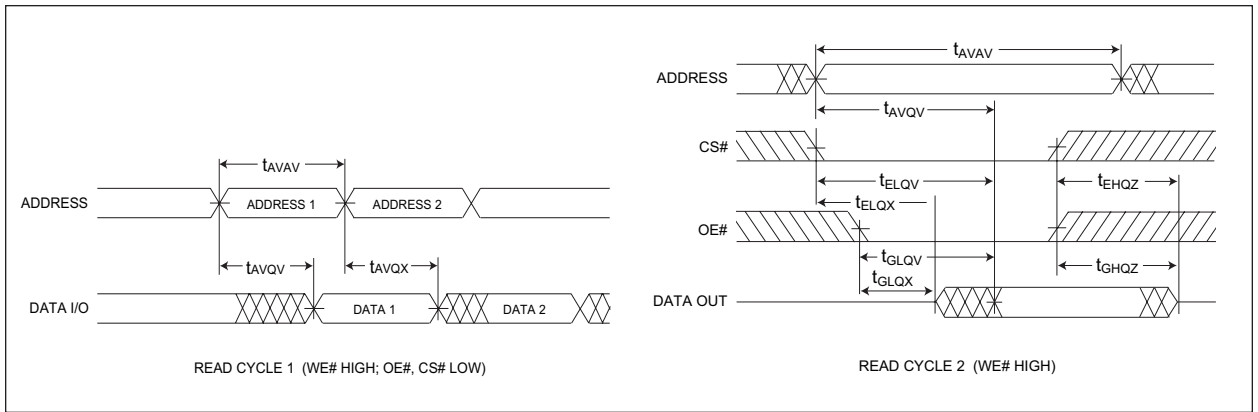 tAVAV
ADDRESS
ADDRESS 1
ADDRESS 2
tAVQV
tAVQX
DATA I/O
DATA 1
DATA 2
READ CYCLE 1 (WE# HIGH; OE#, CS# LOW)
tAVAV
ADDRESS
tAVQV
CS#
tELQV
tEHQZ
tELQX
OE#
tGLQV
tGHQZ
tGLQX
DATA OUT
READ CYCLE 2 (WE# HIGH)